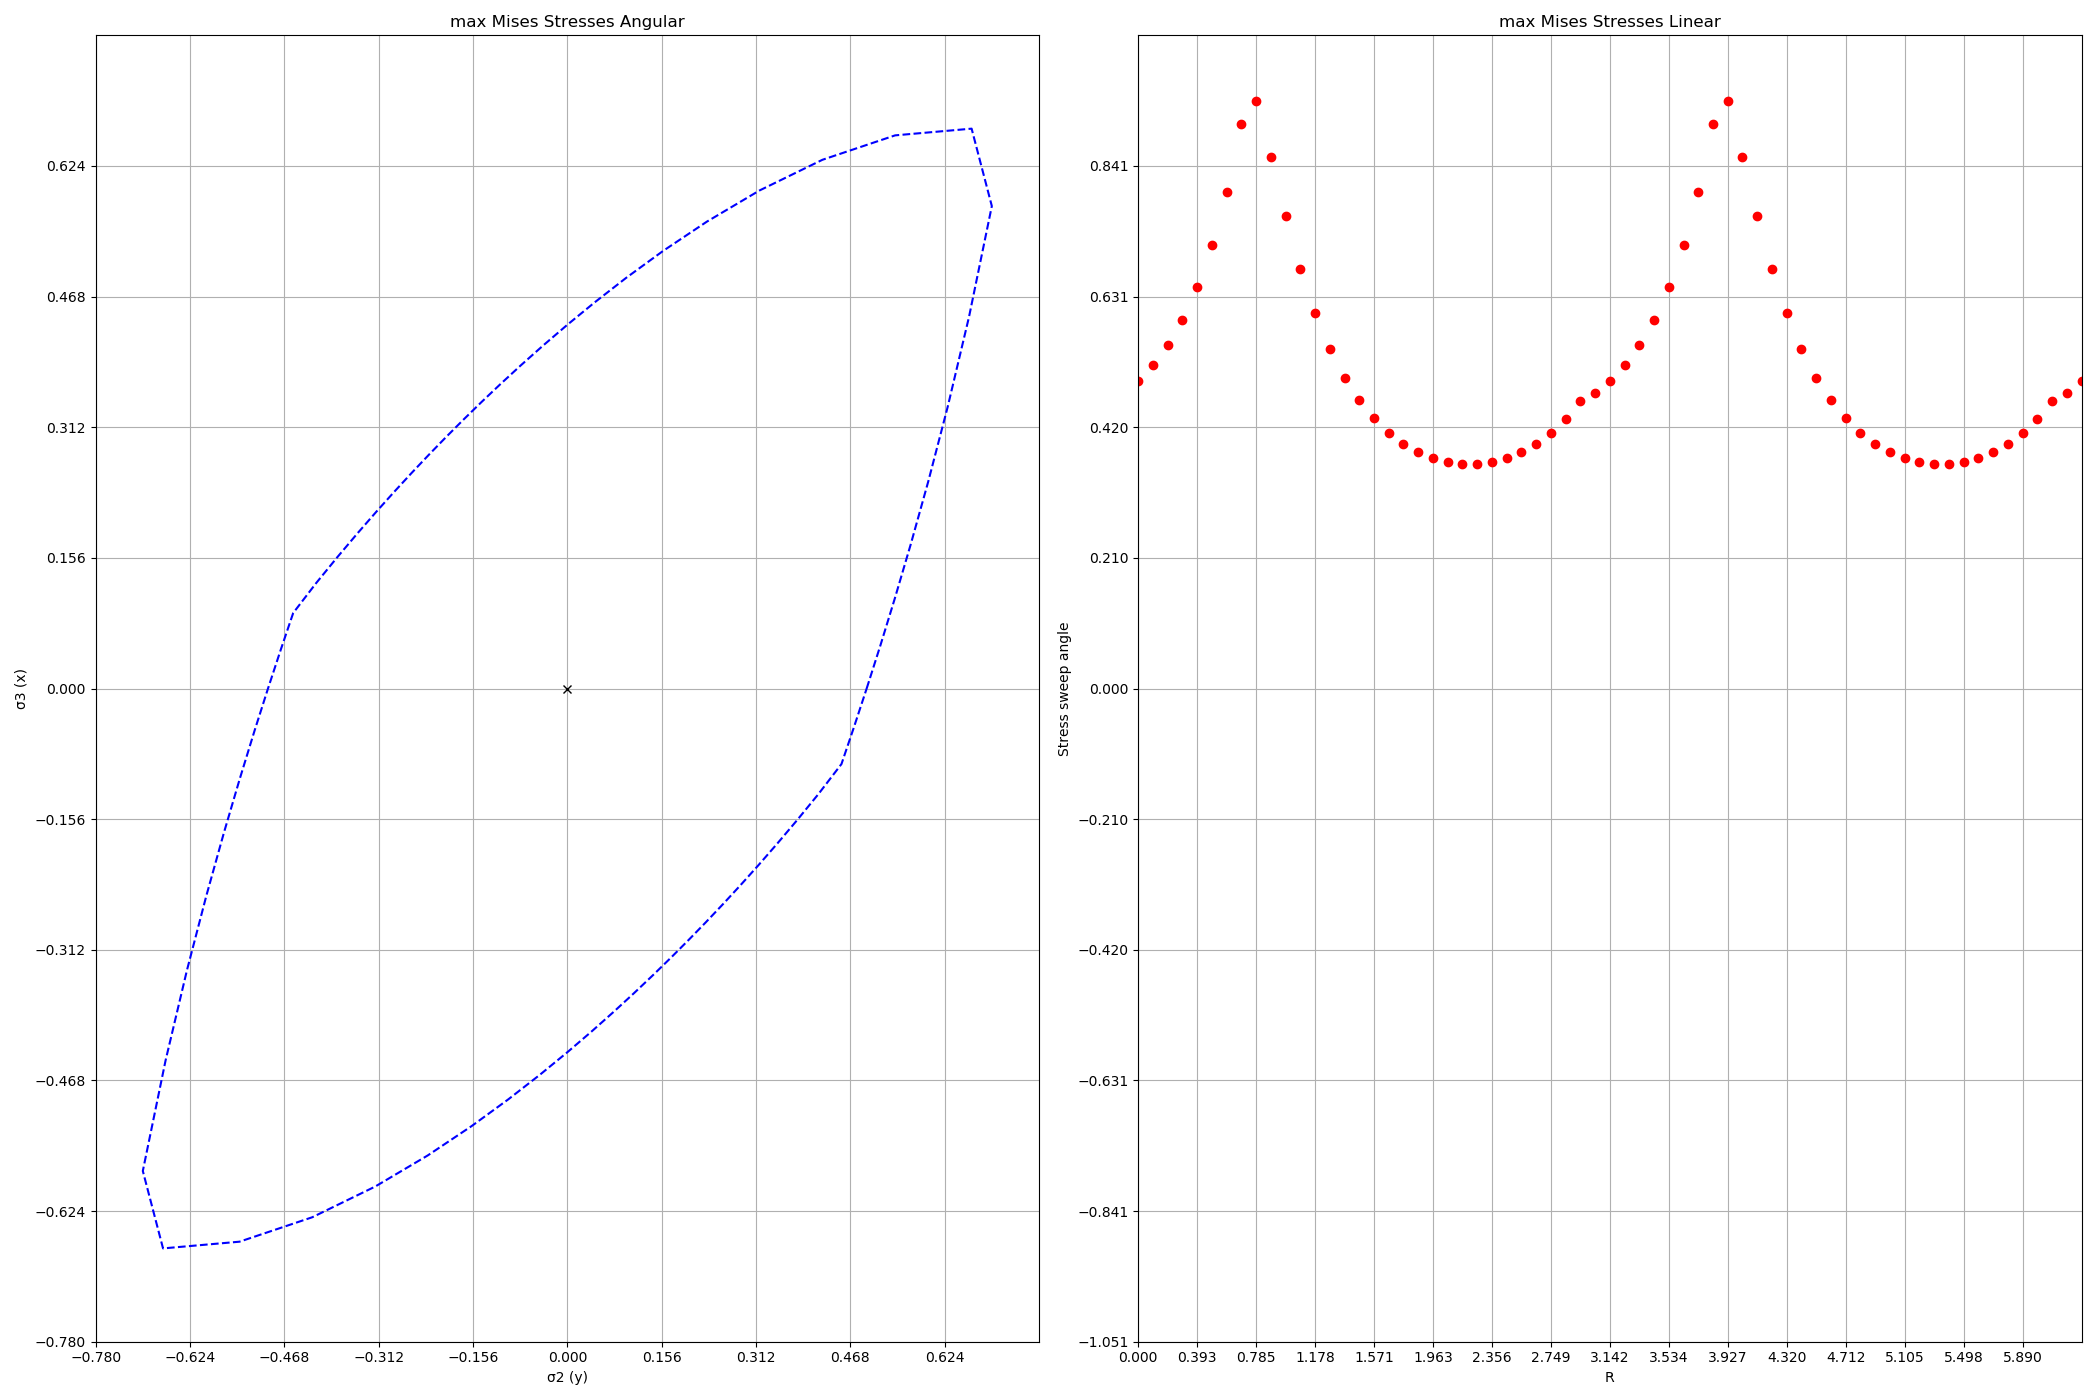 max Mises Stresses Angular
0.624
0.468
0.312
0.156
0.000
−0.156
−0.312
−0.468
−0.624
−0.780
−0.780 −0.624 −0.468 −0.312 −0.156 0.000 0.156 0.312 0.468 0.624
σ3 (x)
σ2 (y)
max Mises Stresses Linear
0.841
0.631
0.420
0.210
0.000
−0.210
−0.420
−0.631
−0.841
−1.051
0.000 0.393 0.785 1.178 1.571 1.963 2.356 2.749 3.142 3.534 3.927 4.320 4.712 5.105 5.498 5.890
Stress sweep angle
R